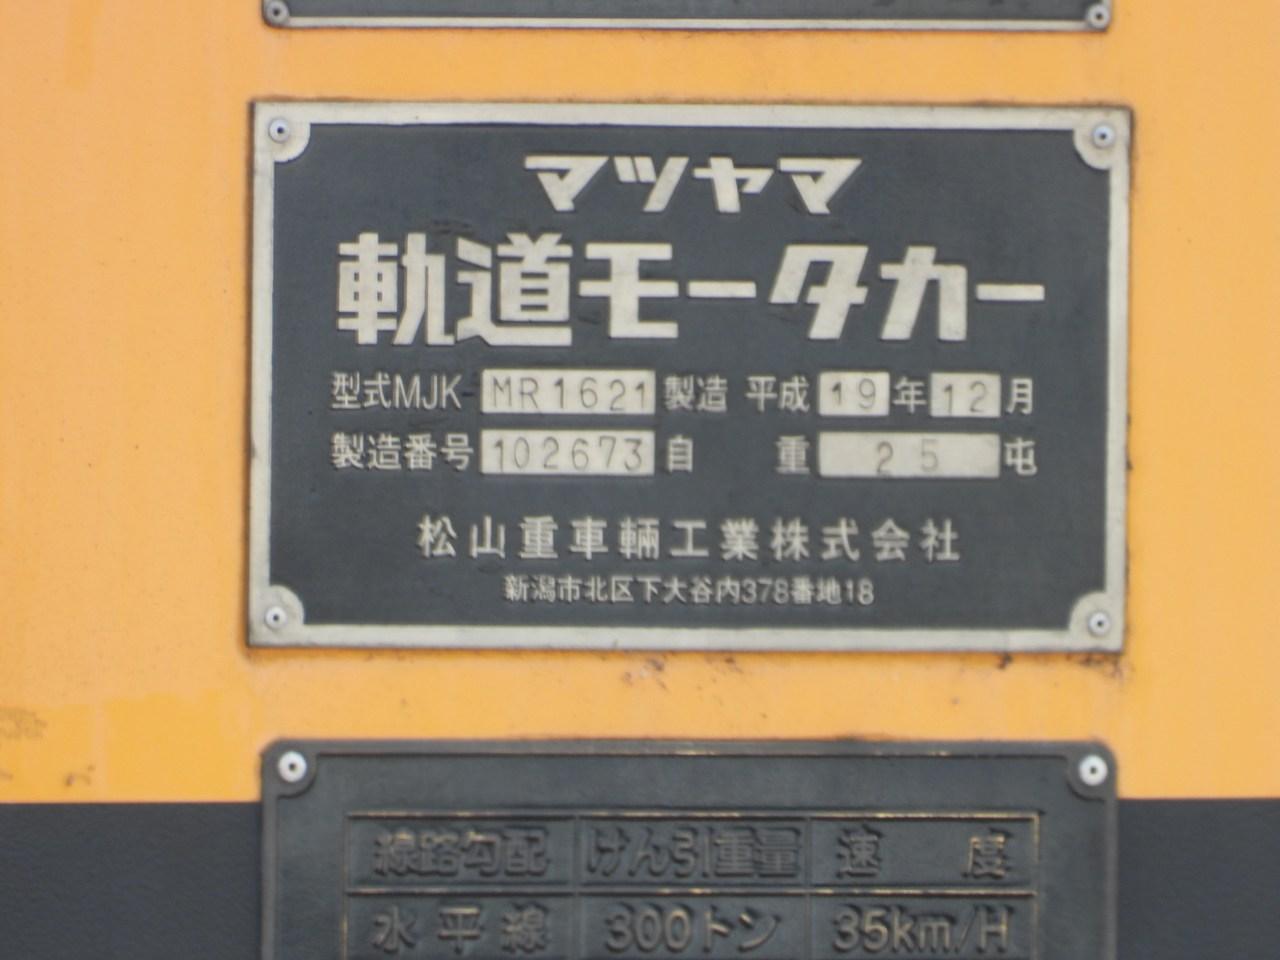 マツヤマ
軌道モータカー
型式MJK MR1621 製造 平成 19 年 12 月
製造番号 102673 自 重 25 屯
松山重車輛工業株式会社
新潟市北区下大谷内378番地18
線路勾配 けん引重量 速 度
水平線 300トン 35km/H